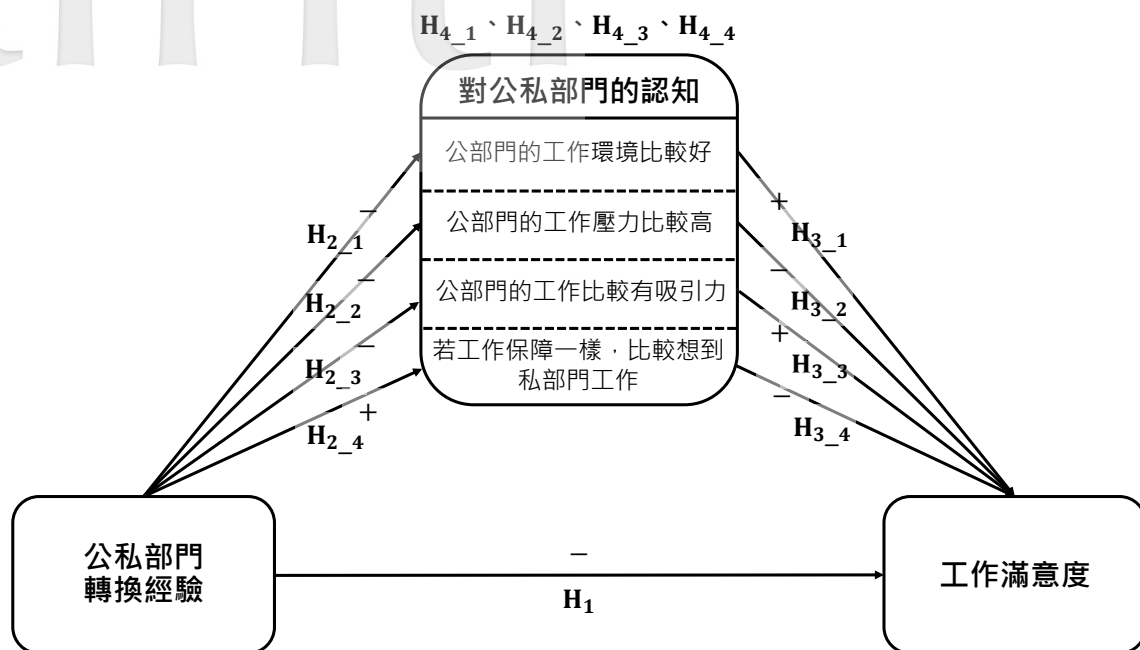 H4_1、H4_2、H4_3、H4_4
對公私部門的認知
公部門的工作環境比較好
公部門的工作壓力比較高
公部門的工作比較有吸引力
若工作保障一樣,比較想到
私部門工作
−
H2_1
−
H2_2
−
H2_3
+
H2_4
+
H3_1
−
H3_2
+
H3_3
−
H3_4
公私部門
轉換經驗
−
H1
工作滿意度